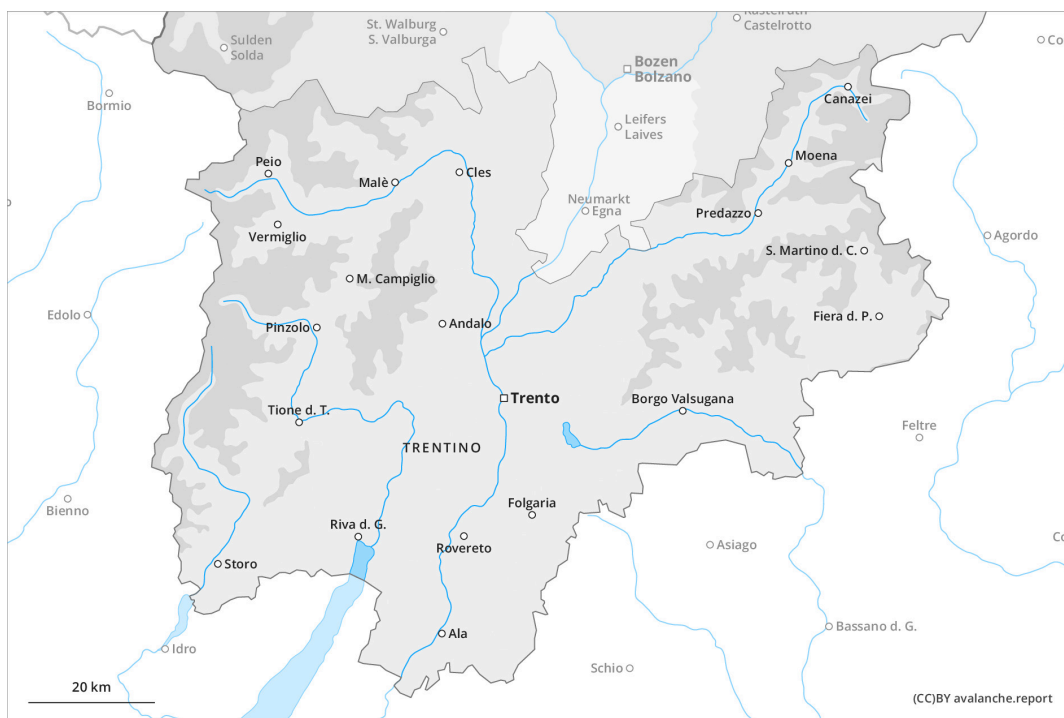 St. Walburg
S. Valburga
Kastelruth
Castelrotto
Sulden
Solda
Bozen
Bolzano
Bormio
Canazei
Leifers
Laives
Peio
Malè
Cles
Moena
Neumarkt
Egna
Predazzo
Vermiglio
Agordo
S. Martino d. C.
M. Campiglio
Edolo
Pinzolo
Andalo
Fiera d. P.
Trento
Borgo Valsugana
Tione d. T.
Feltre
TRENTINO
Bienno
Folgaria
Riva d. G.
Rovereto
Asiago
Storo
Ala
Bassano d. G.
Idro
Schio
20 km
(CC)BY avalanche.report